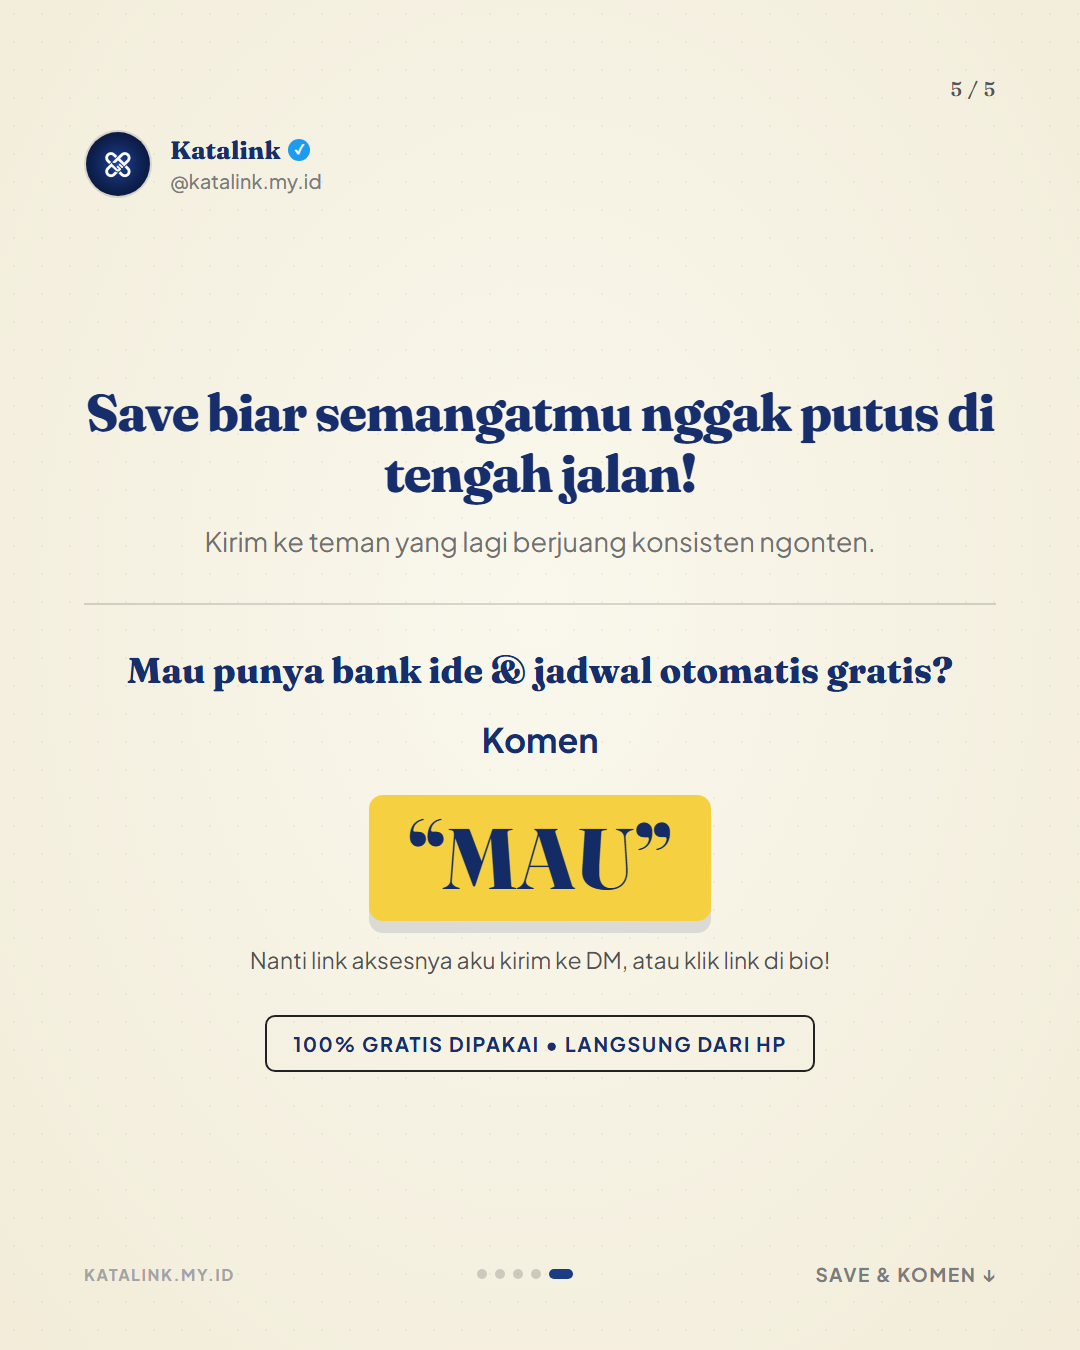 5 / 5
Katalink
@katalink.my.id
Save biar semangatmu nggak putus di
tengah jalan!
Kirim ke teman yang lagi berjuang konsisten ngonten.
Mau punya bank ide & jadwal otomatis gratis?
Komen
“MAU”
Nanti link aksesnya aku kirim ke DM, atau klik link di bio!
100% GRATIS DIPAKAI ● LANGSUNG DARI HP
KATALINK.MY.ID
SAVE & KOMEN ↓